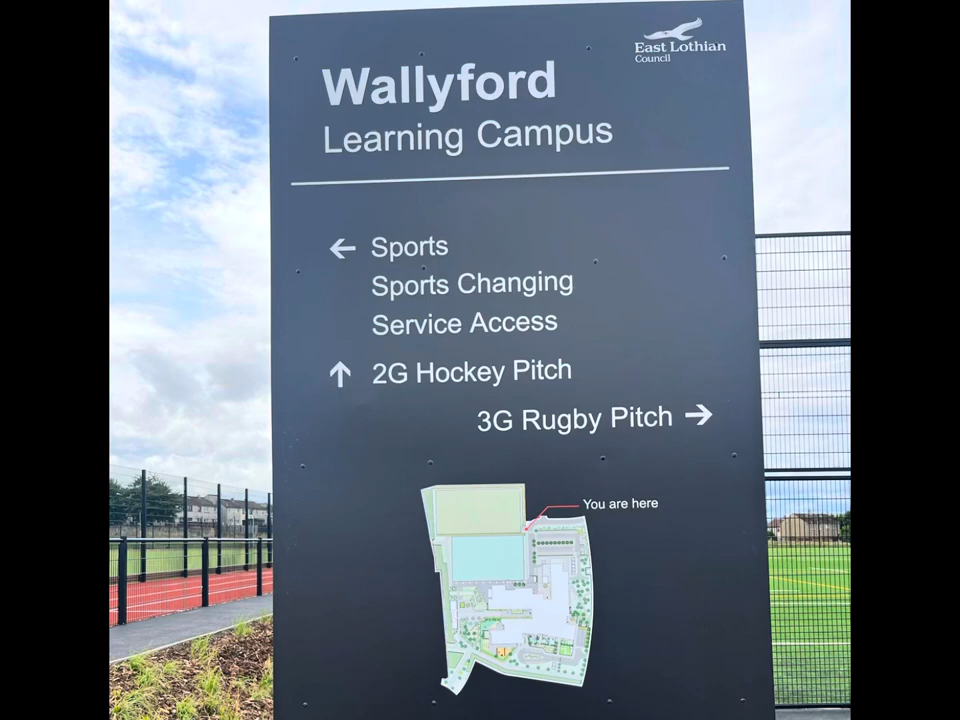 East Lothian
Council
Wallyford
Learning Campus
← Sports
Sports Changing
Service Access
↑ 2G Hockey Pitch
3G Rugby Pitch →
You are here